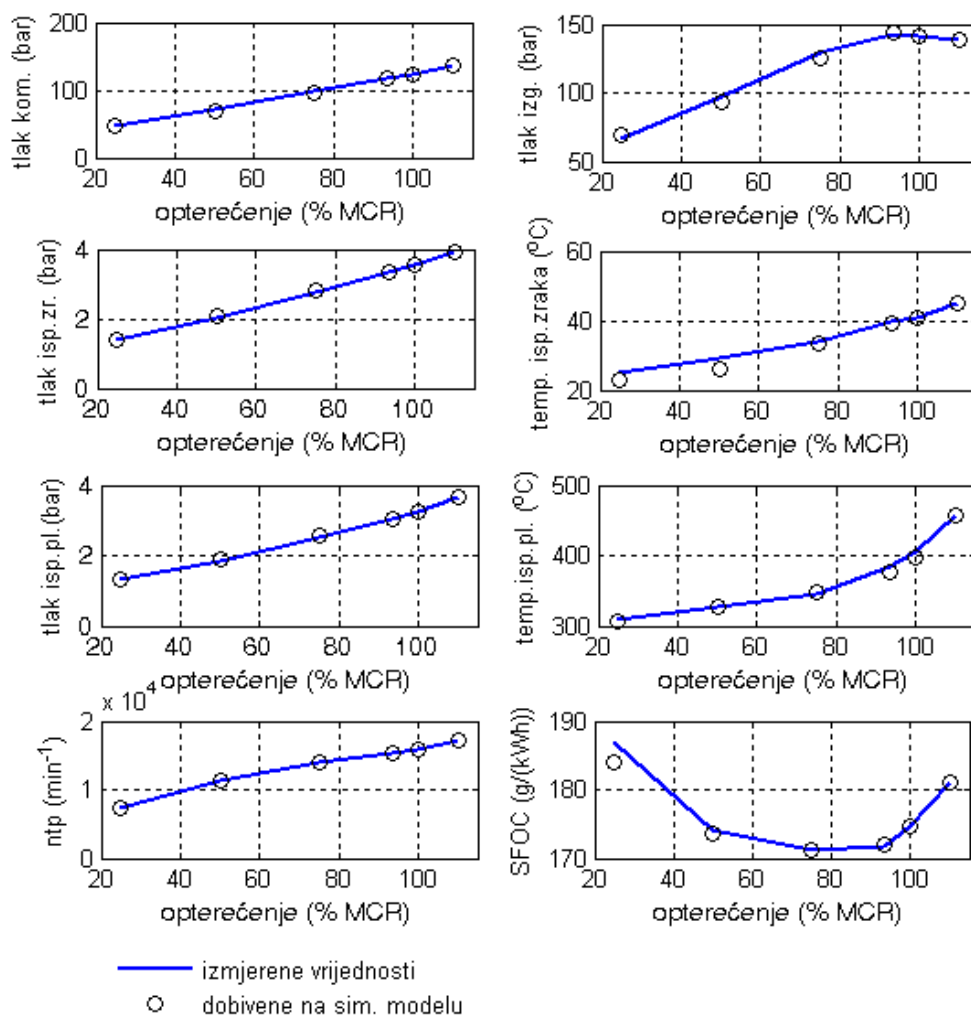 200
100
0
20 40 60 80 100
tlak kom. (bar)
opterećenje (% MCR)
150
100
50
20 40 60 80 100
tlak izg. (bar)
opterećenje (% MCR)
4
2
0
20 40 60 80 100
tlak isp.zr. (bar)
opterećenje (% MCR)
60
40
20
20 40 60 80 100
temp. isp.zraka (ºC)
opterećenje (% MCR)
4
2
0
20 40 60 80 100
tlak isp.pl. (bar)
opterećenje (% MCR)
500
400
300
20 40 60 80 100
temp.isp.pl. (ºC)
opterećenje (% MCR)
x 10⁴
2
1
0
20 40 60 80 100
ntp (min⁻¹)
opterećenje (% MCR)
190
180
170
20 40 60 80 100
SFOC (g/(kWh))
opterećenje (% MCR)
izmjerene vrijednosti
dobivene na sim. modelu